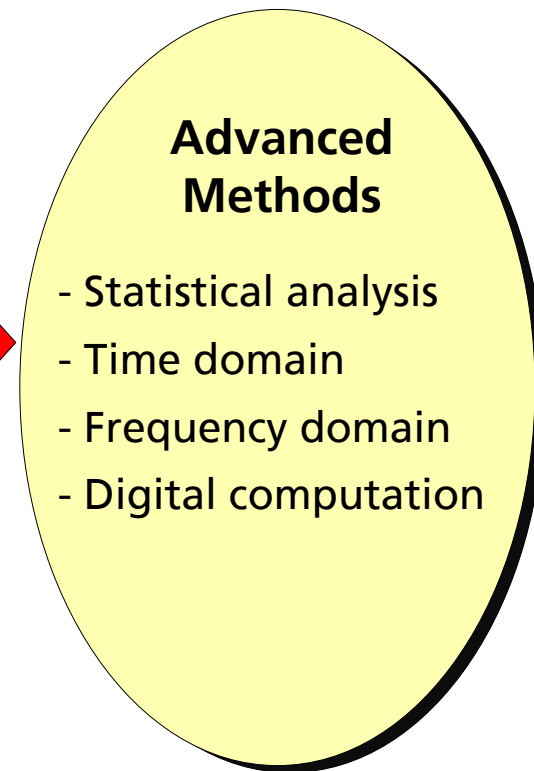 Advanced
Methods
- Statistical analysis
- Time domain
- Frequency domain
- Digital computation